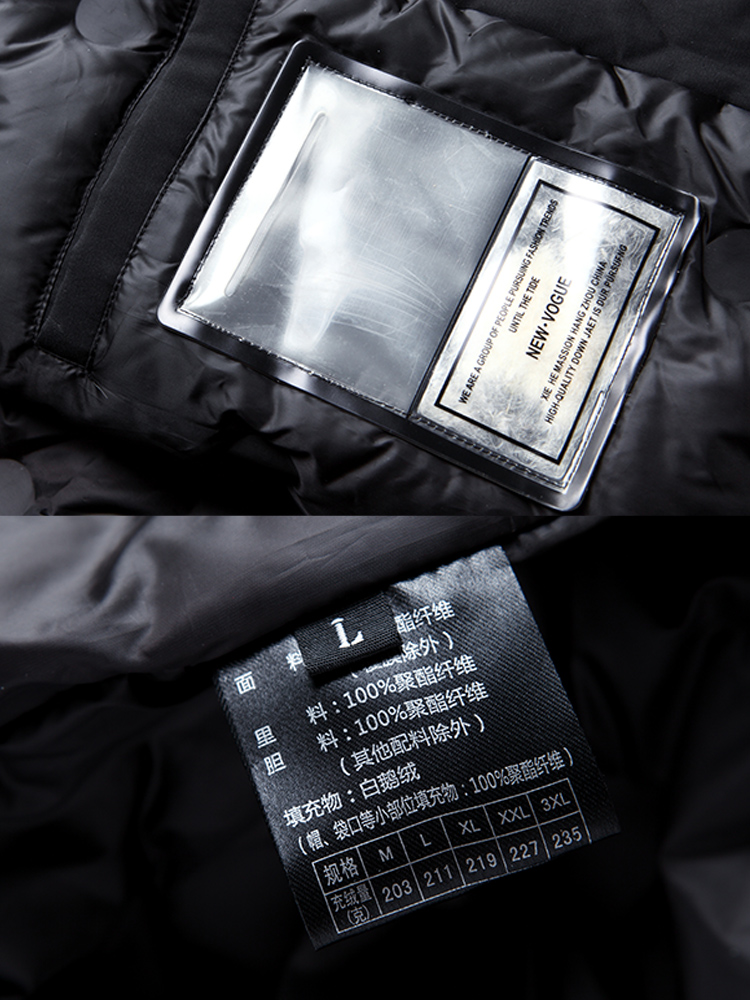 WE ARE A GROUP OF PEOPLE PURSUING FASHION TRENDS
UNTIL THE TIDE
NEW·VOGUE
XIE HE MASSION HANG ZHOU CHINA
HIGH-QUALITY DOWN JAET IS OUR PURSUFNG
L
面 料 酯纤维
除外)
里 料:100%聚酯纤维
胆 料:100%聚酯纤维
(其他配料除外)
填充物:白鹅绒
(帽、袋口等小部位填充物:100%聚酯纤维)
规格 M L XL XXL 3XL
充绒量(克) 203 211 219 227 235